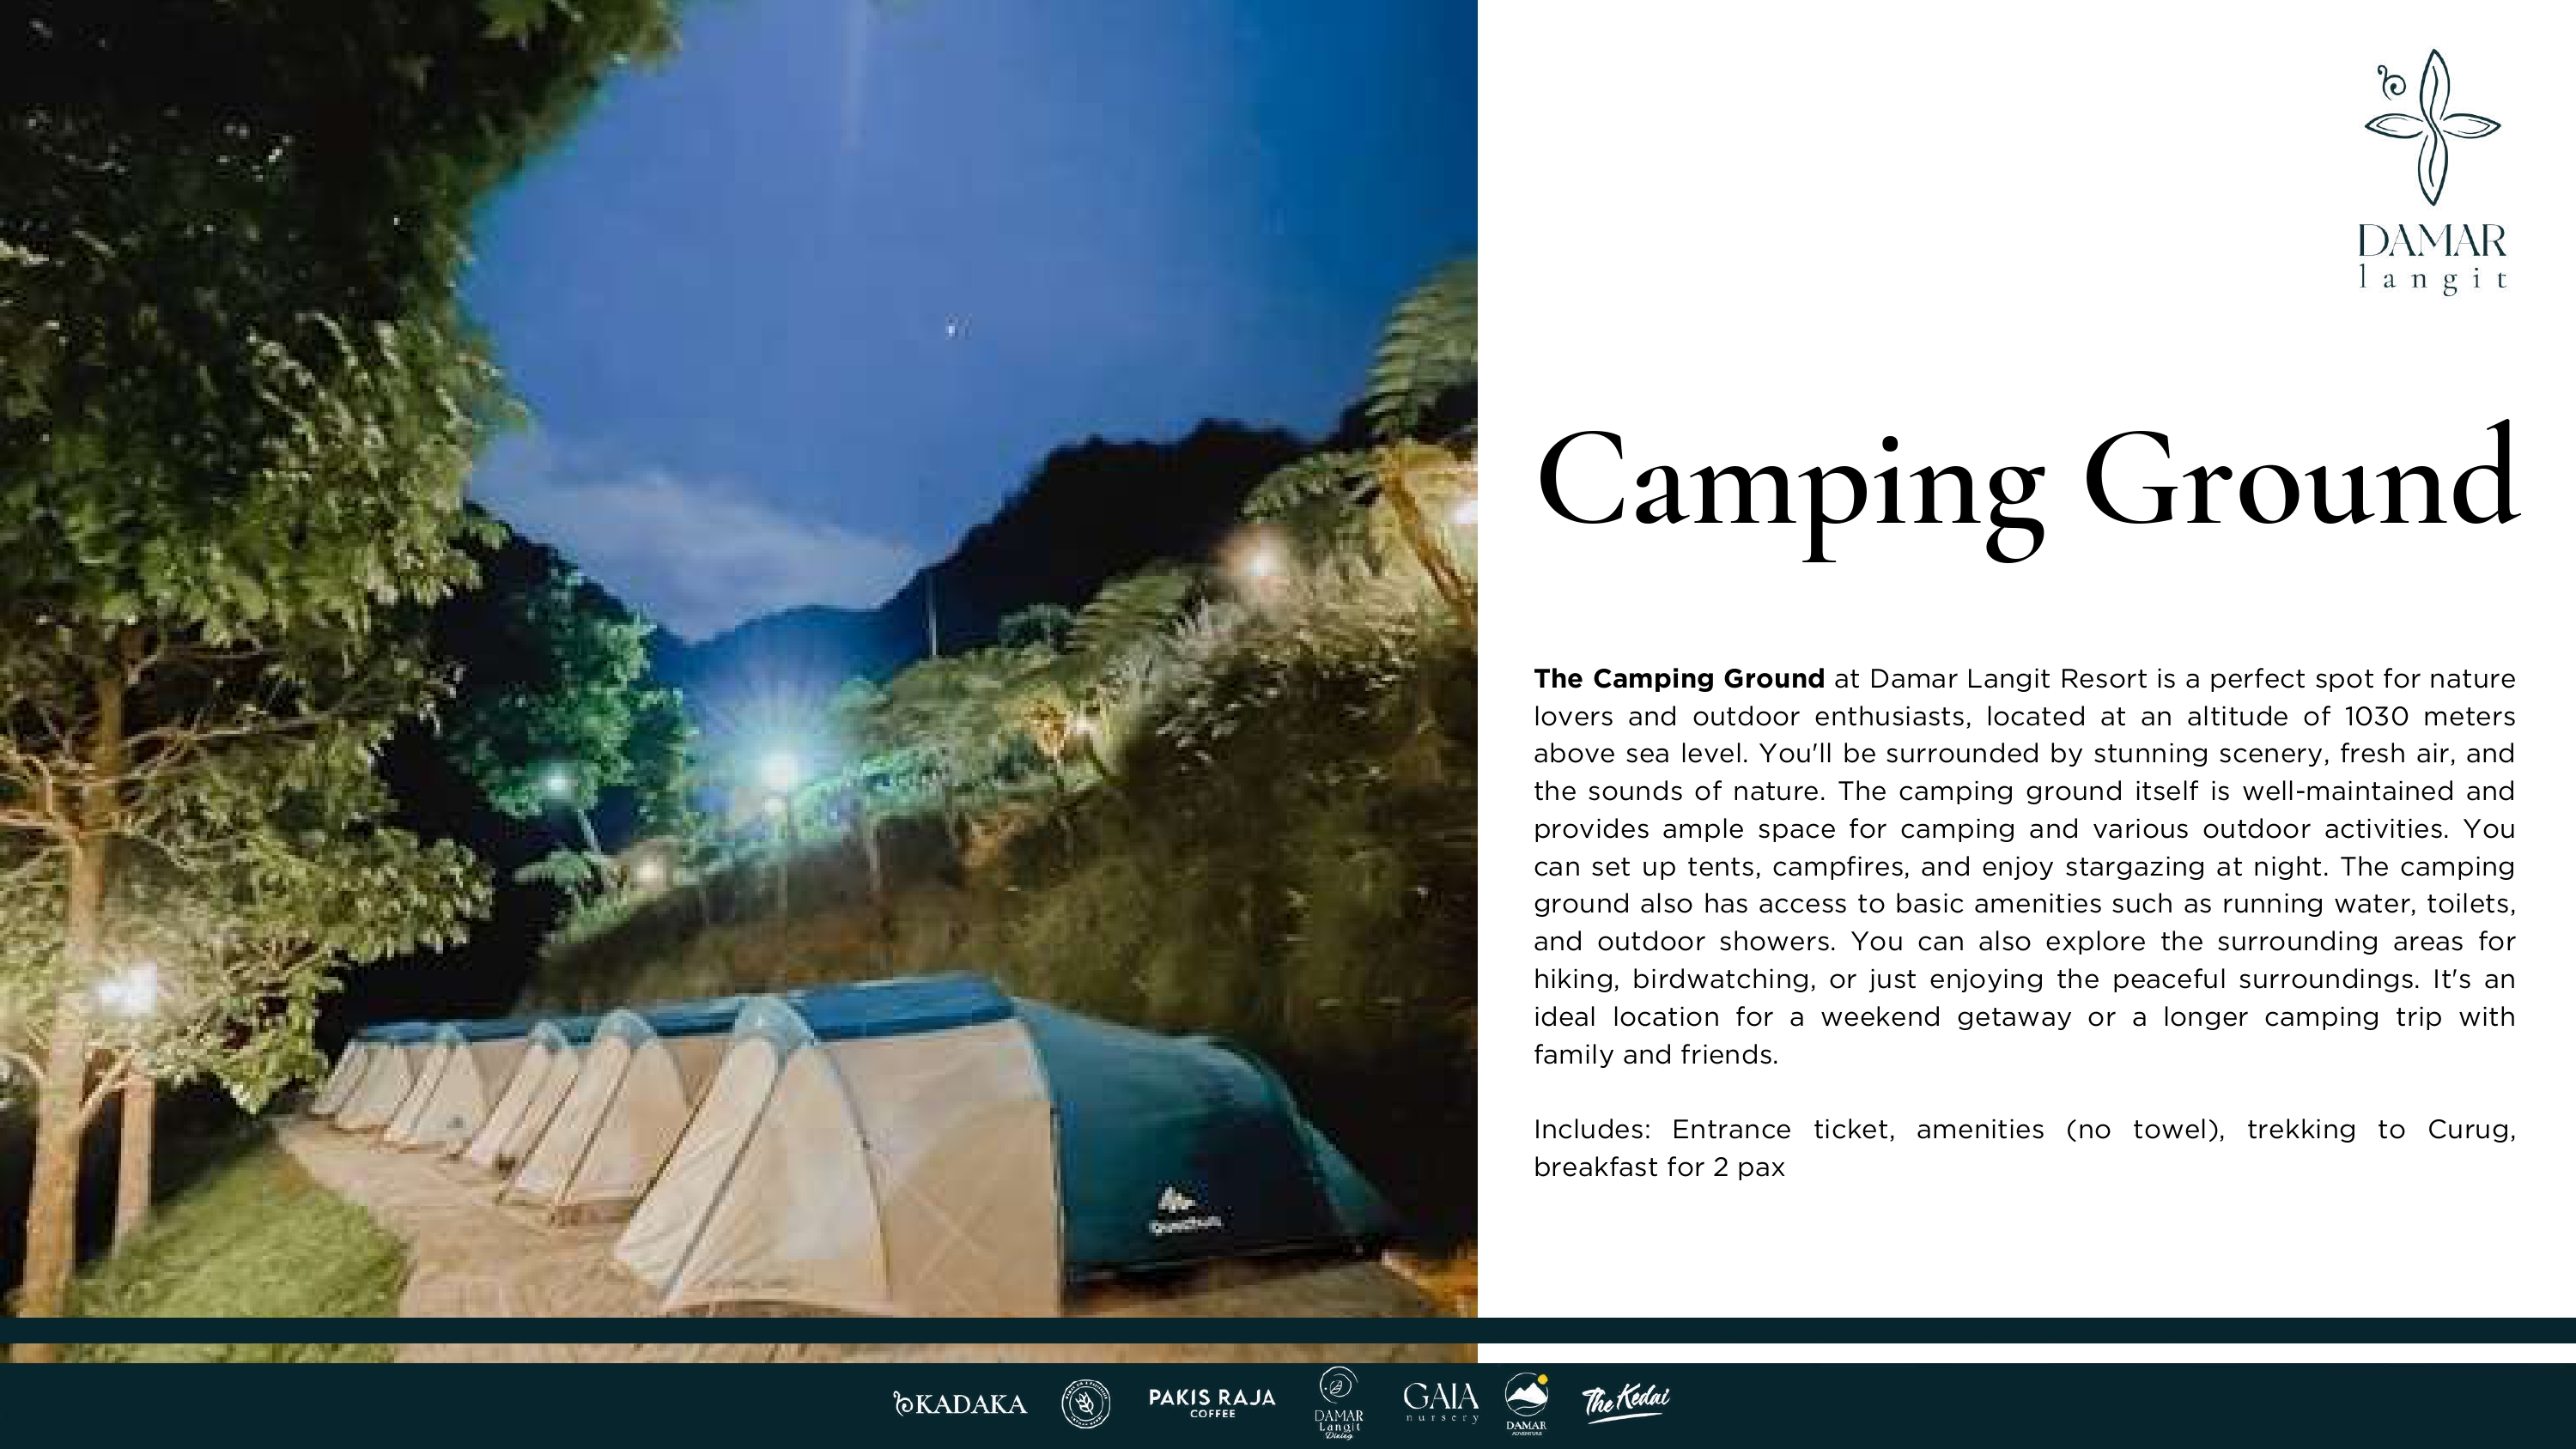 DAMAR
langit
Camping Ground
The Camping Ground at Damar Langit Resort is a perfect spot for nature
lovers and outdoor enthusiasts, located at an altitude of 1030 meters
above sea level. You'll be surrounded by stunning scenery, fresh air, and
the sounds of nature. The camping ground itself is well-maintained and
provides ample space for camping and various outdoor activities. You
can set up tents, campfires, and enjoy stargazing at night. The camping
ground also has access to basic amenities such as running water, toilets,
and outdoor showers. You can also explore the surrounding areas for
hiking, birdwatching, or just enjoying the peaceful surroundings. It's an
ideal location for a weekend getaway or a longer camping trip with
family and friends.
Includes: Entrance ticket, amenities (no towel), trekking to Curug,
breakfast for 2 pax
KADAKA
PAKIS RAJA
COFFEE
DAMAR
Langit
Dining
GAIA
nursery
DAMAR
ADVENTURE
The Kedai